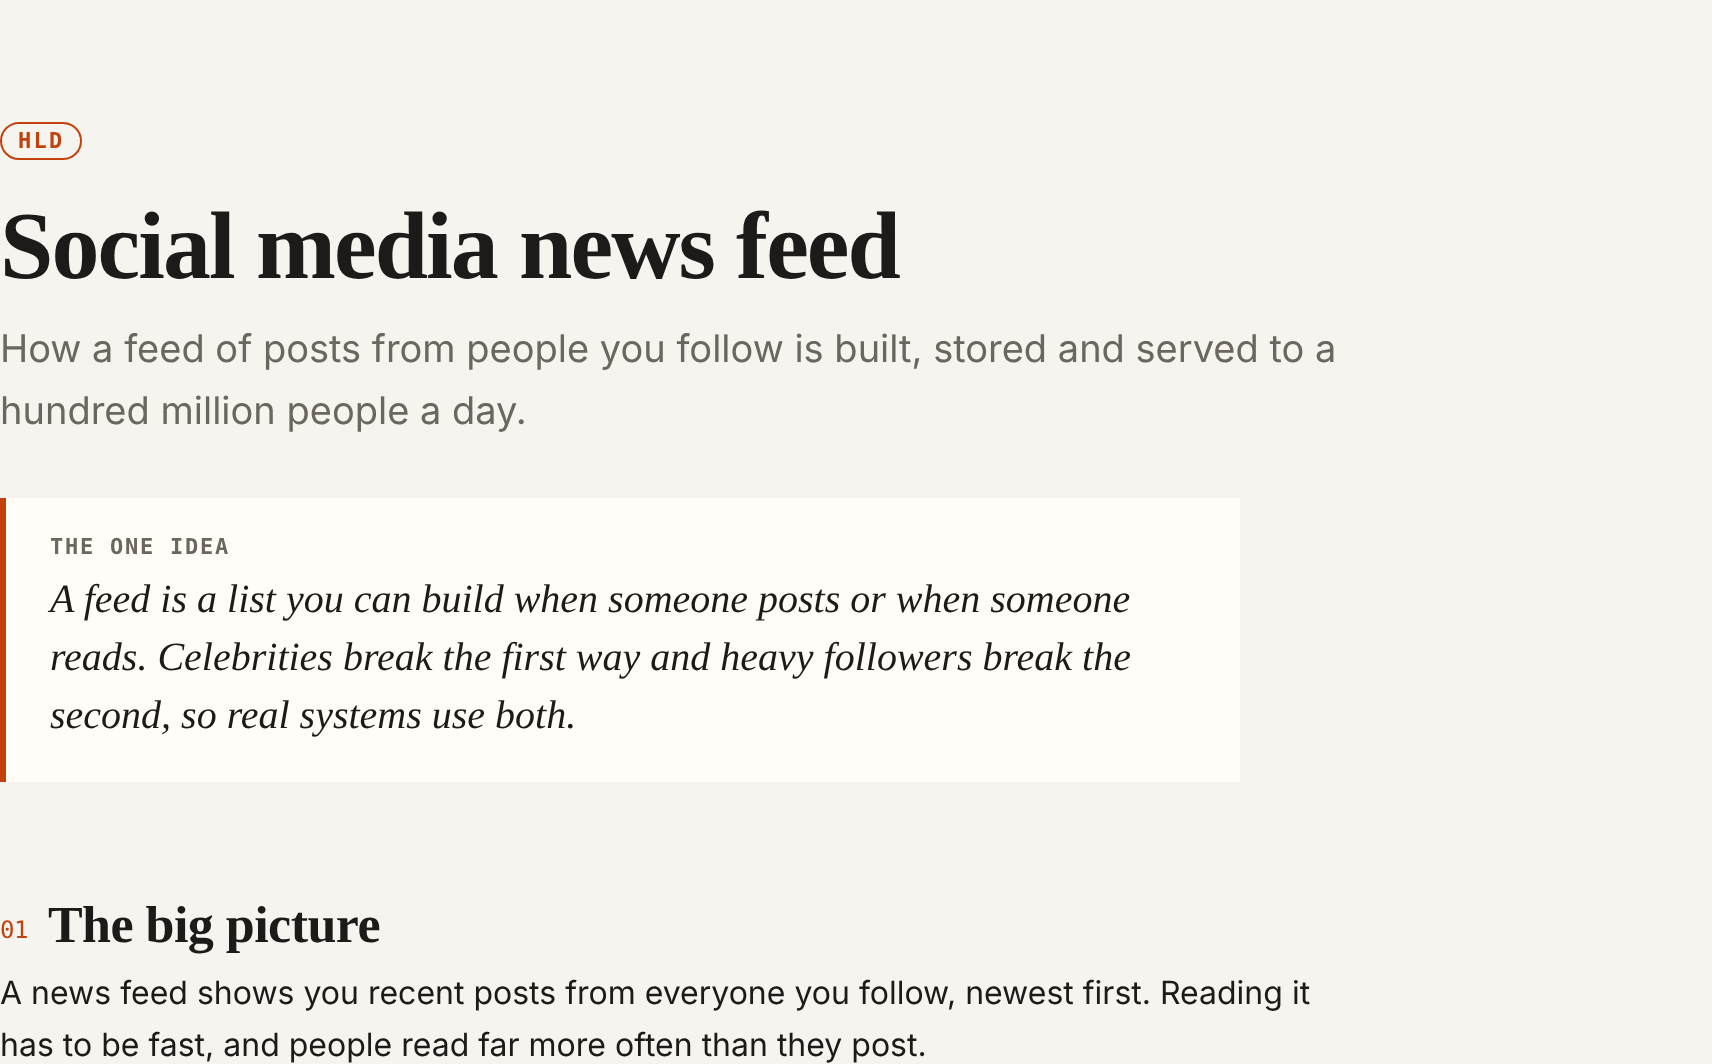 HLD
Social media news feed
How a feed of posts from people you follow is built, stored and served to a
hundred million people a day.
THE ONE IDEA
A feed is a list you can build when someone posts or when someone
reads. Celebrities break the first way and heavy followers break the
second, so real systems use both.
01 The big picture
A news feed shows you recent posts from everyone you follow, newest first. Reading it
has to be fast, and people read far more often than they post.